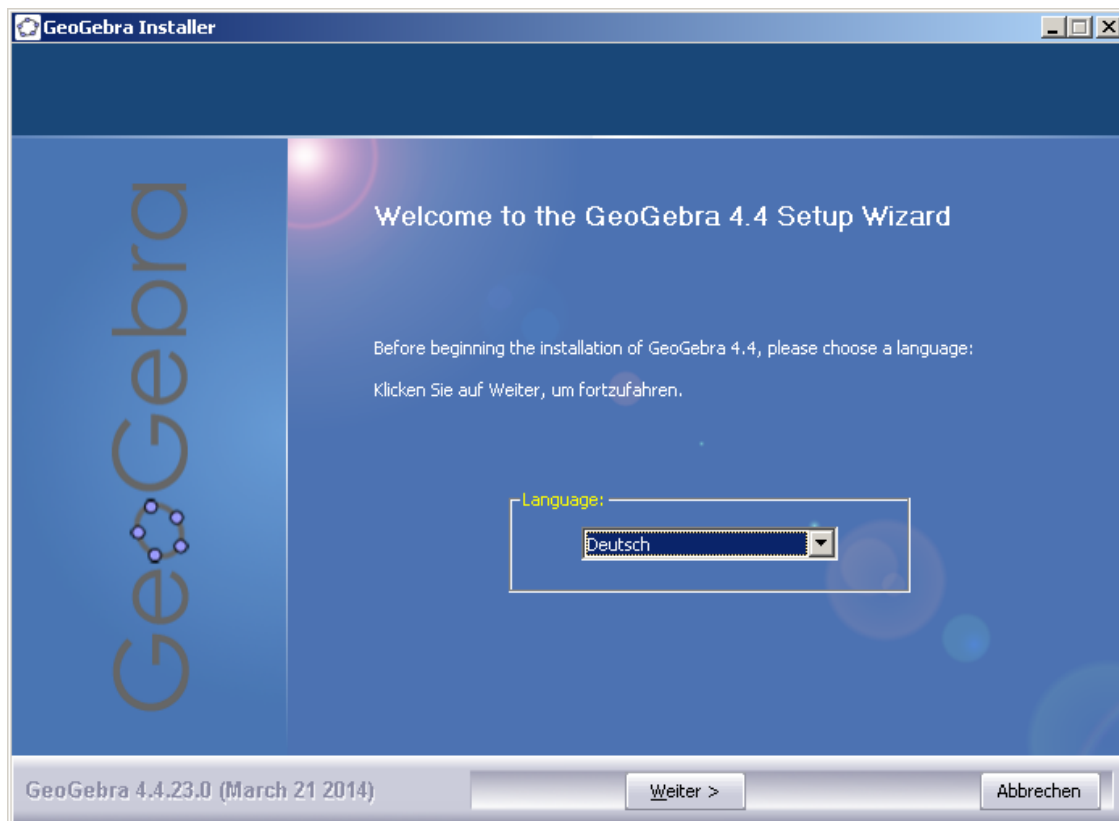 GeoGebra Installer
GeoGebra
Welcome to the GeoGebra 4.4 Setup Wizard
Before beginning the installation of GeoGebra 4.4, please choose a language:
Klicken Sie auf Weiter, um fortzufahren.
Language:
Deutsch
GeoGebra 4.4.23.0 (March 21 2014)
Weiter >
Abbrechen